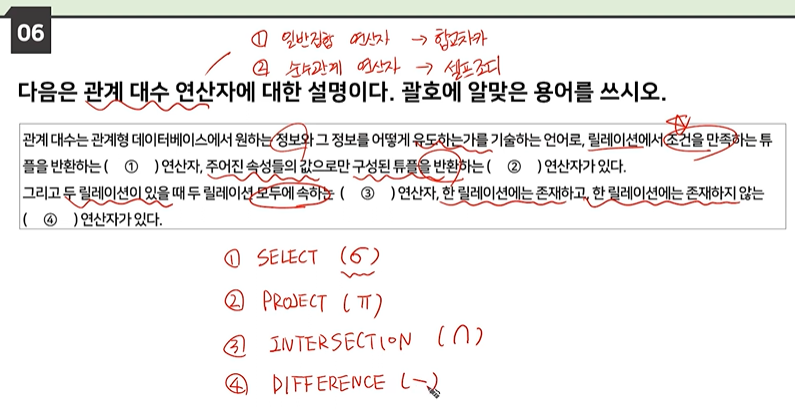 06
① 일반집합 연산자 → 합교차카
② 순수관계 연산자 → 셀프조디
다음은 관계 대수 연산자에 대한 설명이다. 괄호에 알맞은 용어를 쓰시오.
관계 대수는 관계형 데이터베이스에서 원하는 정보와 그 정보를 어떻게 유도하는가를 기술하는 언어로, 릴레이션에서 조건을 만족하는 튜
플을 반환하는 ( ① ) 연산자, 주어진 속성들의 값으로만 구성된 튜플을 반환하는 ( ② ) 연산자가 있다.
그리고 두 릴레이션이 있을 때 두 릴레이션 모두에 속하는 ( ③ ) 연산자, 한 릴레이션에는 존재하고, 한 릴레이션에는 존재하지 않는
( ④ ) 연산자가 있다.
① SELECT (σ)
② PROJECT (π)
③ INTERSECTION (∩)
④ DIFFERENCE (−)